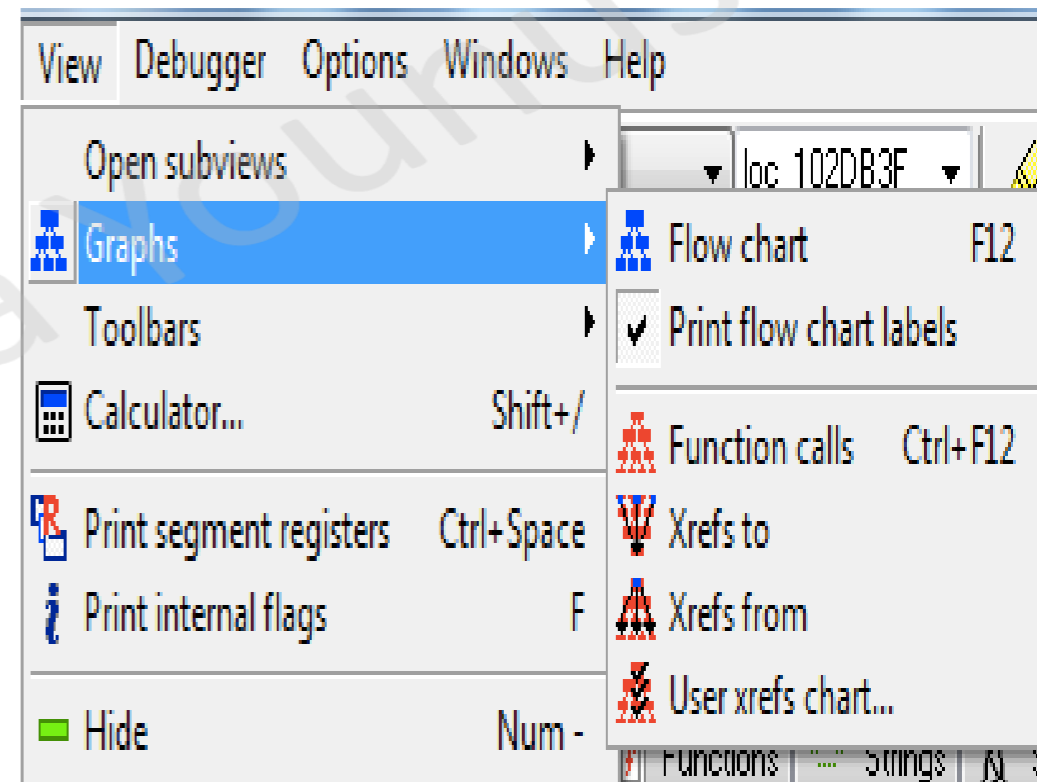 View Debugger Options Windows Help
Open subviews
loc_102DB3F
Graphs
Flow chart F12
Toolbars
Print flow chart labels
Calculator... Shift+/
Function calls Ctrl+F12
Print segment registers Ctrl+Space
Xrefs to
Print internal flags F
Xrefs from
User xrefs chart...
Hide Num -
Functions Strings